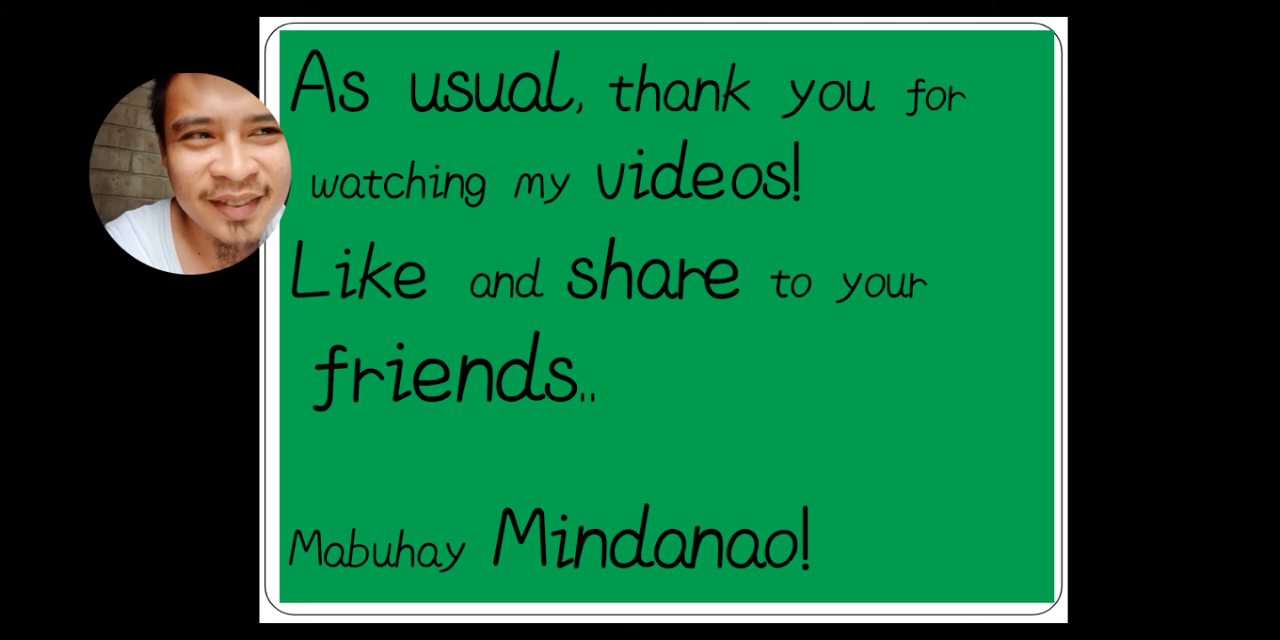 As usual, thank you for
watching my videos!
Like and share to your
friends..
Mabuhay Mindanao!